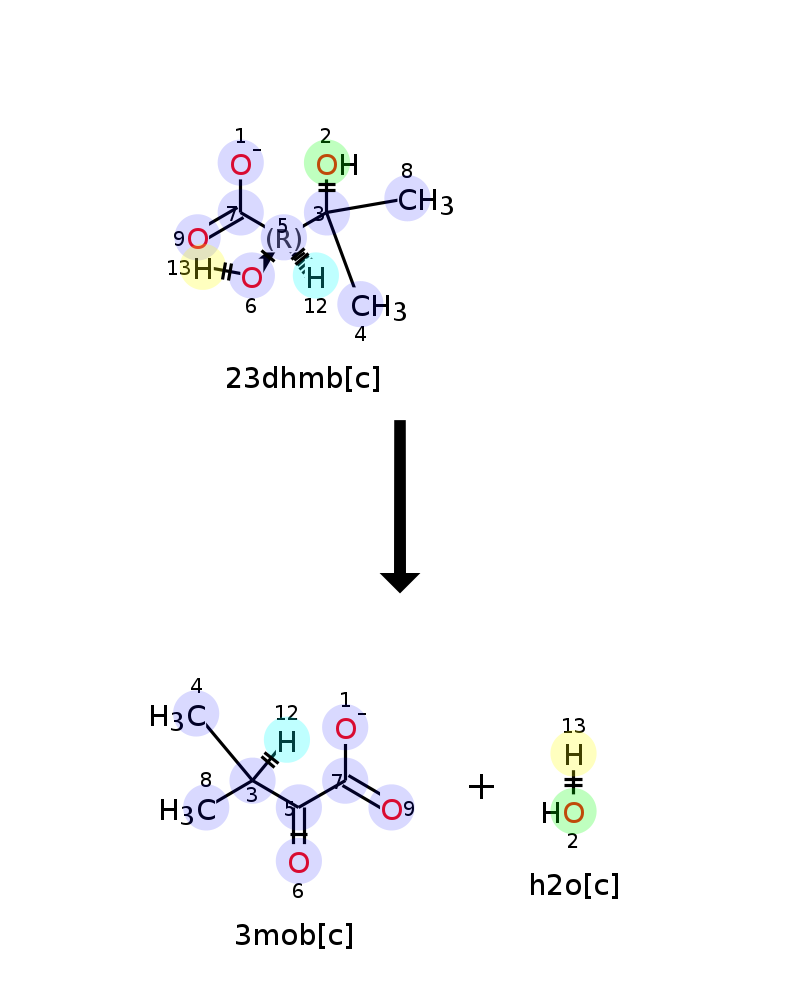 1 2
O⁻ OH 8
7 5 3 CH₃
9 O (R)
13 H O H
6 12 CH₃
4
23dhmb[c]
4 12 1
H₃C H O⁻
8 7
H₃C 3 5 O 9
O
6
3mob[c]
+
13
H
HO
2
h2o[c]